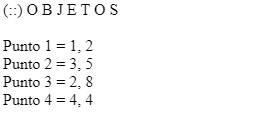 (::) O B J E T O S
Punto 1 = 1, 2
Punto 2 = 3, 5
Punto 3 = 2, 8
Punto 4 = 4, 4